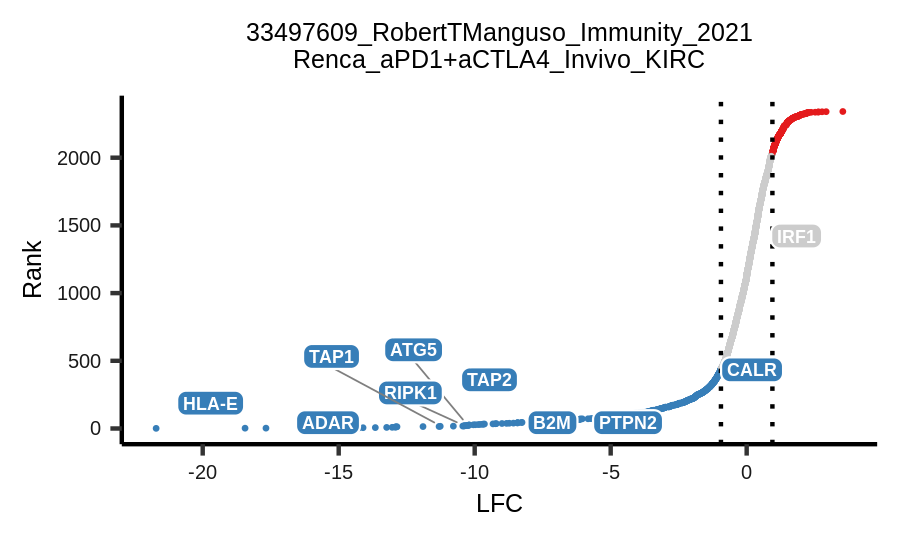 33497609_RobertTManguso_Immunity_2021
Renca_aPD1+aCTLA4_Invivo_KIRC
Rank
2000
1500
1000
500
0
IRF1
TAP1
ATG5
CALR
TAP2
RIPK1
HLA-E
ADAR
B2M
PTPN2
-20
-15
-10
-5
0
LFC